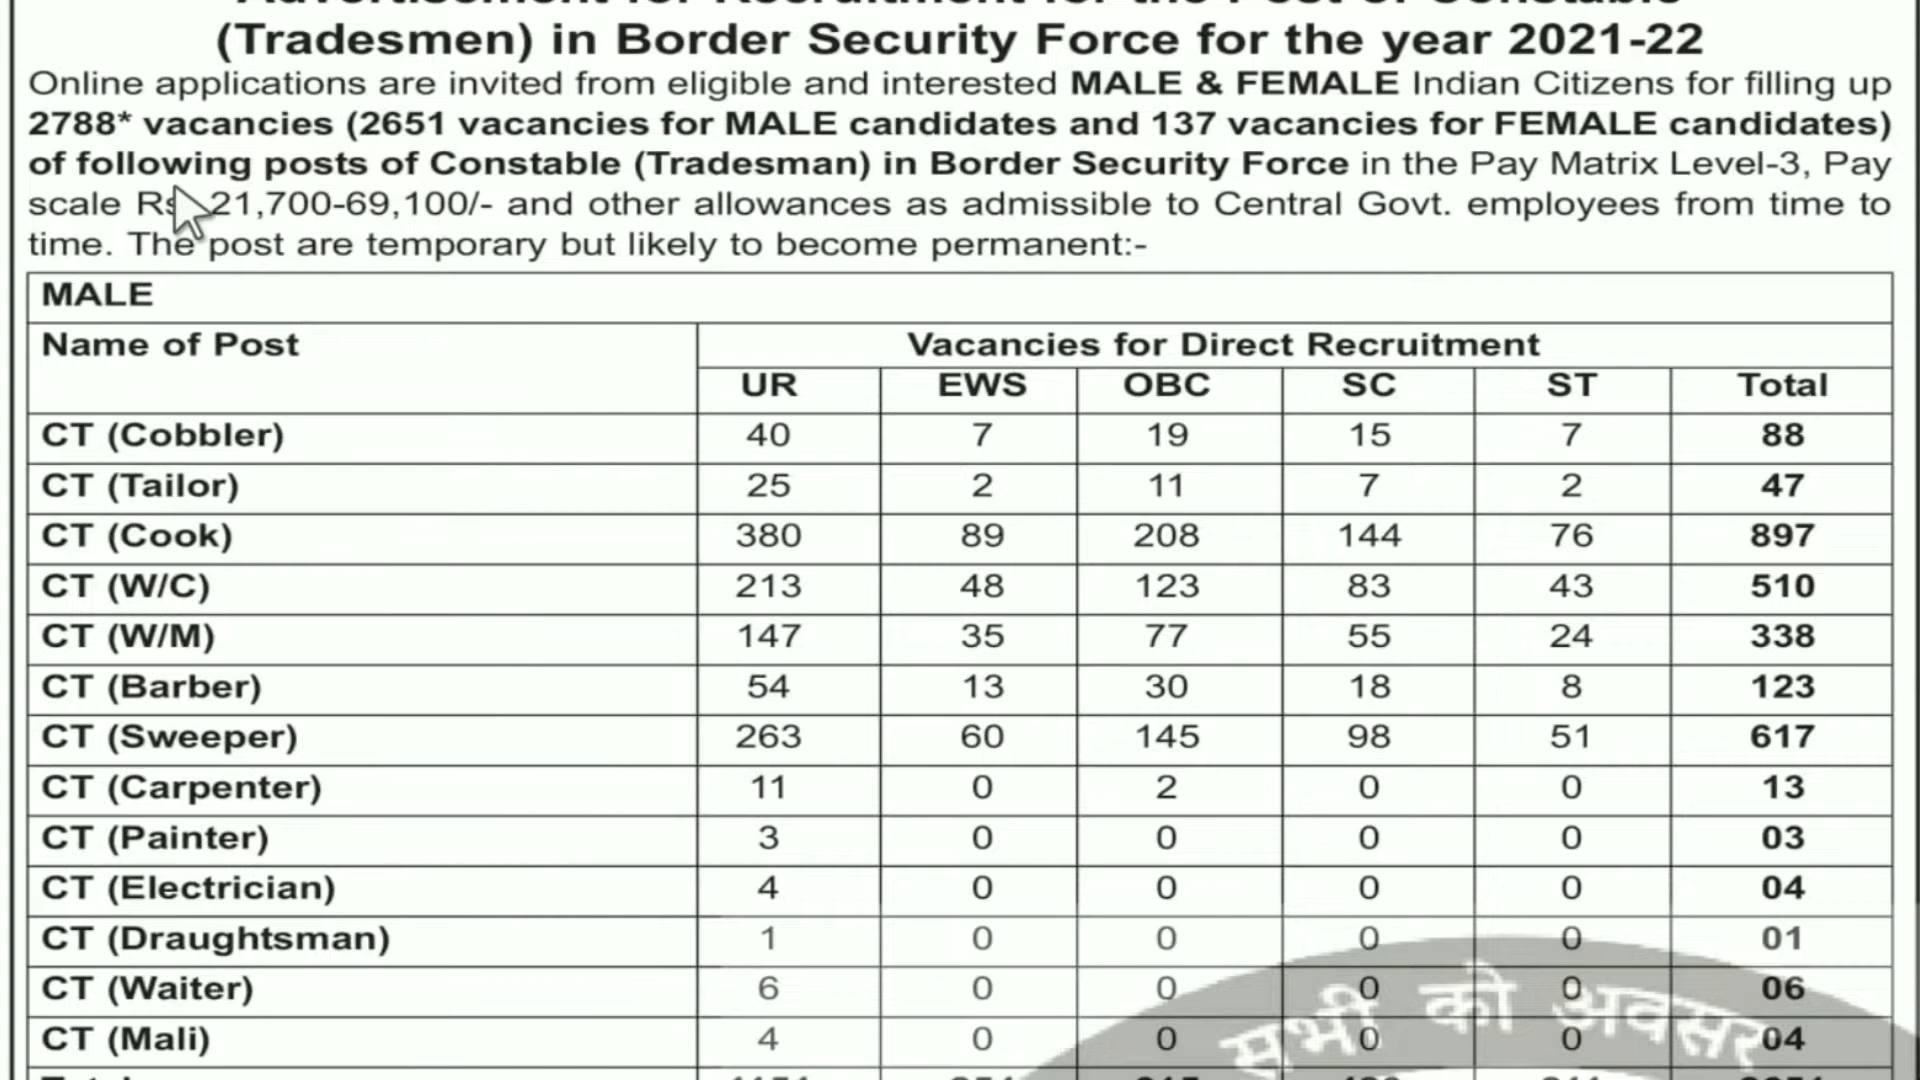 (Tradesmen) in Border Security Force for the year 2021-22
Online applications are invited from eligible and interested MALE & FEMALE Indian Citizens for filling up
2788* vacancies (2651 vacancies for MALE candidates and 137 vacancies for FEMALE candidates)
of following posts of Constable (Tradesman) in Border Security Force in the Pay Matrix Level-3, Pay
scale Rs 21,700-69,100/- and other allowances as admissible to Central Govt. employees from time to
time. The post are temporary but likely to become permanent:-
MALE
Name of Post Vacancies for Direct Recruitment
UR EWS OBC SC ST Total
CT (Cobbler) 40 7 19 15 7 88
CT (Tailor) 25 2 11 7 2 47
CT (Cook) 380 89 208 144 76 897
CT (W/C) 213 48 123 83 43 510
CT (W/M) 147 35 77 55 24 338
CT (Barber) 54 13 30 18 8 123
CT (Sweeper) 263 60 145 98 51 617
CT (Carpenter) 11 0 2 0 0 13
CT (Painter) 3 0 0 0 0 03
CT (Electrician) 4 0 0 0 0 04
CT (Draughtsman) 1 0 0 0 0 01
CT (Waiter) 6 0 0 0 0 06
CT (Mali) 4 0 0 0 0 04
सभी को अवसर